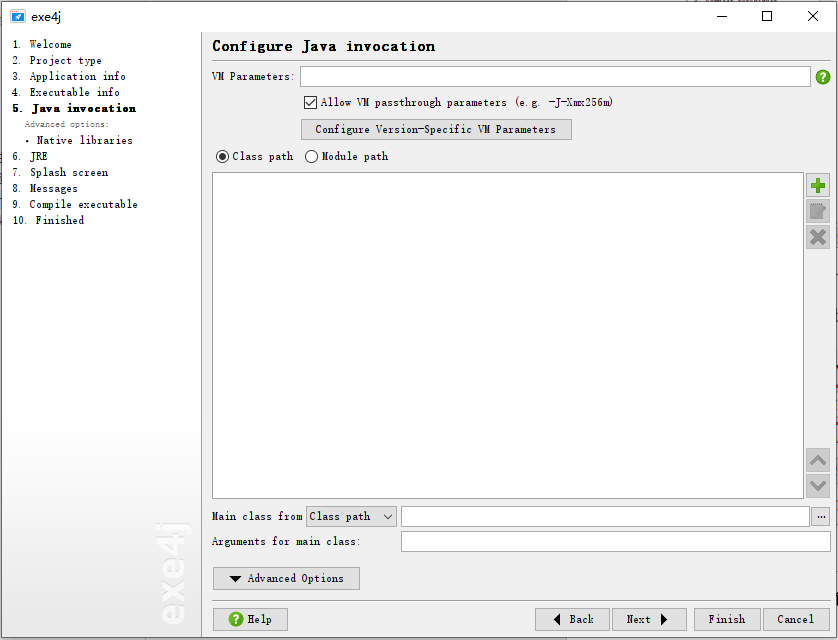 exe4j
1. Welcome
2. Project type
3. Application info
4. Executable info
5. Java invocation
Advanced options:
• Native libraries
6. JRE
7. Splash screen
8. Messages
9. Compile executable
10. Finished
exe4j
Configure Java invocation
VM Parameters:
Allow VM passthrough parameters (e.g. -J-Xmx256m)
Configure Version-Specific VM Parameters
Class path Module path
Main class from Class path ...
Arguments for main class:
Advanced Options
Help Back Next Finish Cancel